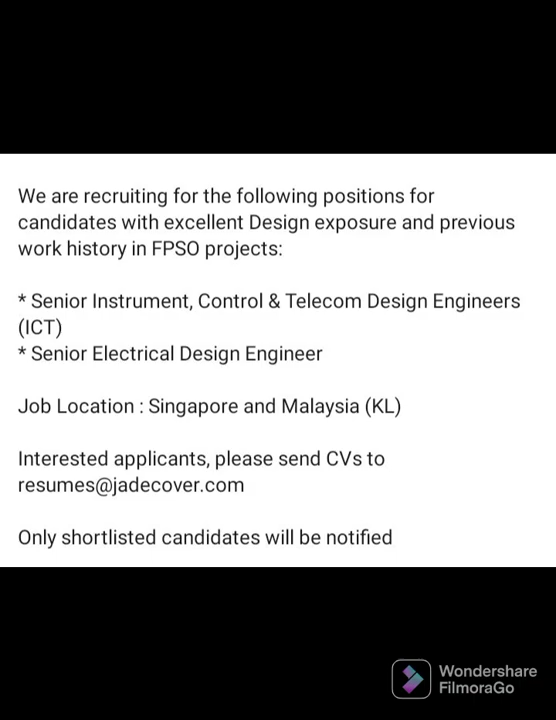 We are recruiting for the following positions for
candidates with excellent Design exposure and previous
work history in FPSO projects:
* Senior Instrument, Control & Telecom Design Engineers
(ICT)
* Senior Electrical Design Engineer
Job Location : Singapore and Malaysia (KL)
Interested applicants, please send CVs to
resumes@jadecover.com
Only shortlisted candidates will be notified
Wondershare
FilmoraGo